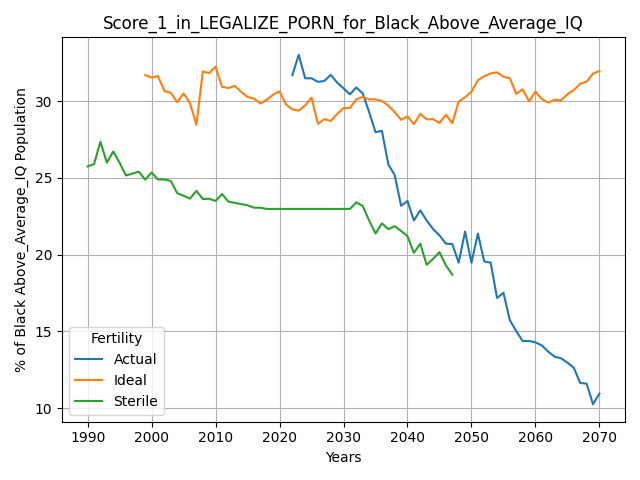 Score_1_in_LEGALIZE_PORN_for_Black_Above_Average_IQ
% of Black Above_Average_IQ Population
30
25
20
15
10
Fertility
Actual
Ideal
Sterile
1990 2000 2010 2020 2030 2040 2050 2060 2070
Years